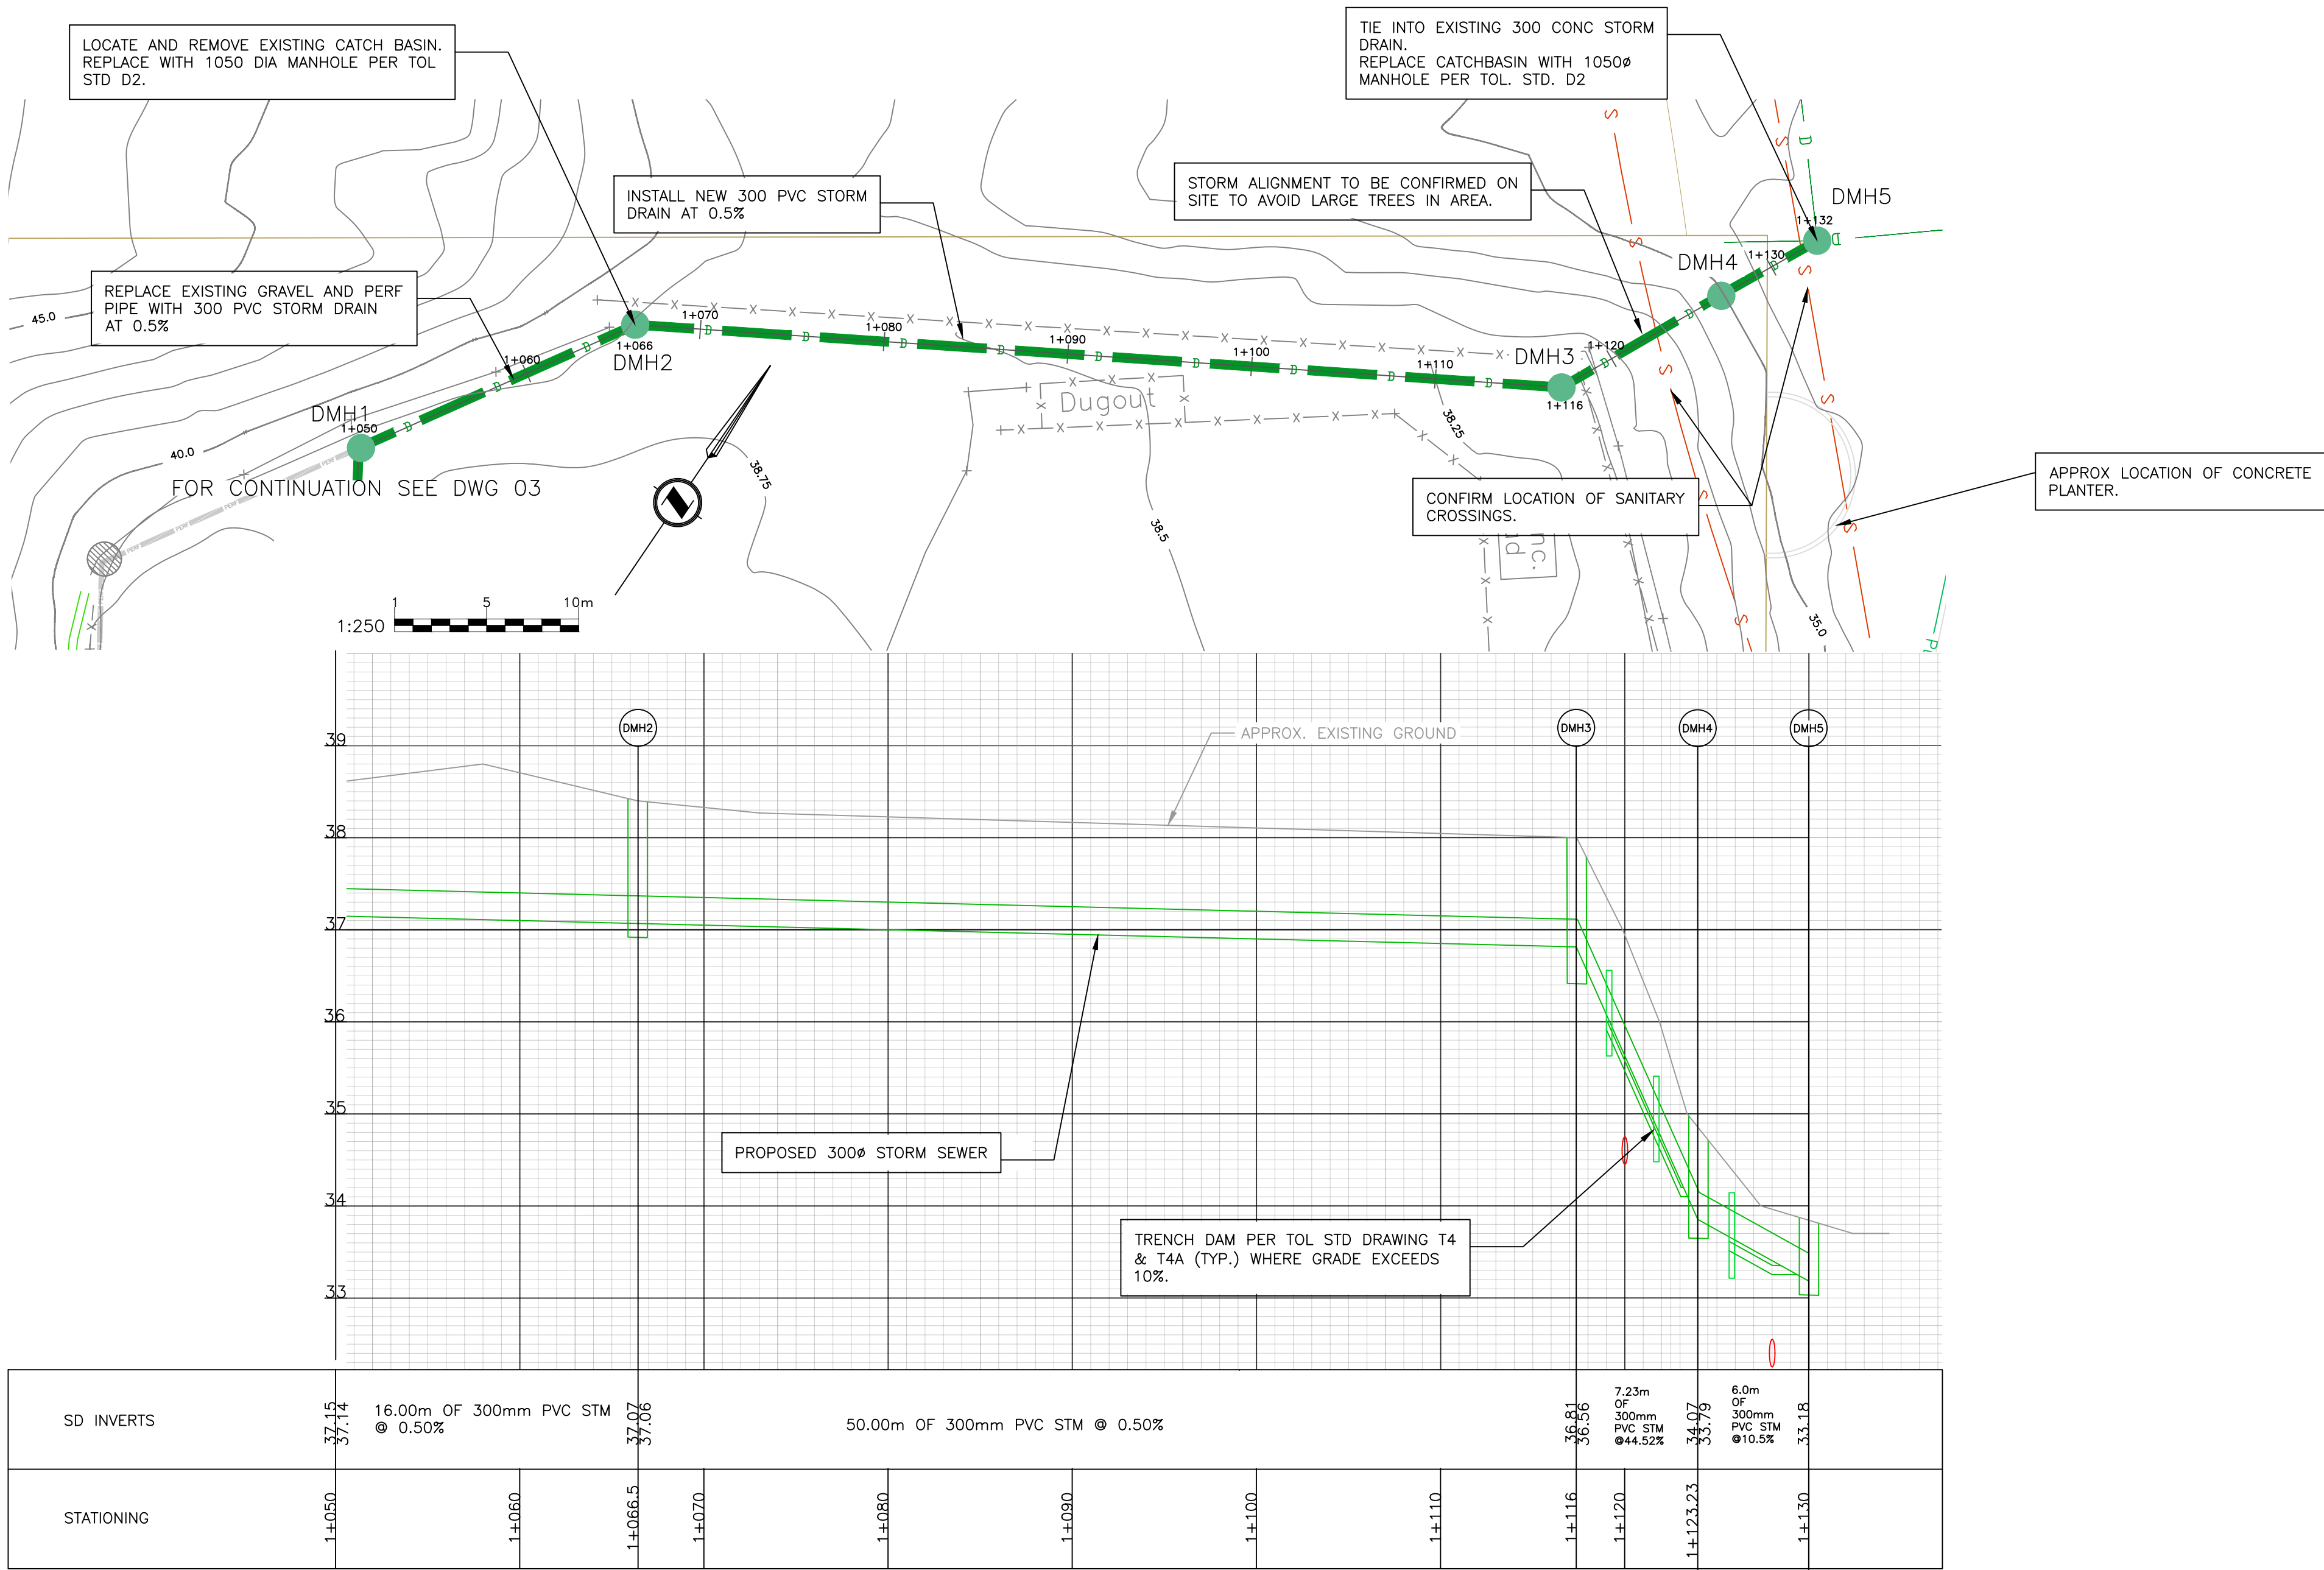 LOCATE AND REMOVE EXISTING CATCH BASIN.
REPLACE WITH 1050 DIA MANHOLE PER TOL
STD D2.
TIE INTO EXISTING 300 CONC STORM
DRAIN.
REPLACE CATCHBASIN WITH 1050ø
MANHOLE PER TOL. STD. D2
INSTALL NEW 300 PVC STORM
DRAIN AT 0.5%
STORM ALIGNMENT TO BE CONFIRMED ON
SITE TO AVOID LARGE TREES IN AREA.
REPLACE EXISTING GRAVEL AND PERF
PIPE WITH 300 PVC STORM DRAIN
AT 0.5%
S
S
D
DMH5
1+132
D
S
S
DMH4
1+130
D
S
45.0
1+070
D
1+080
D
D
1+090
D
D
1+100
D
D
1+110
D
DMH3
1+120
D
D
S
1+116
1+060
D
D
1+066
DMH2
DMH1
1+050
D
40.0
PERF
PERF
PERF
PERF
Dugout
38.25
38.75
38.5
S
S
S
S
FOR CONTINUATION SEE DWG 03
CONFIRM LOCATION OF SANITARY
CROSSINGS.
APPROX LOCATION OF CONCRETE
PLANTER.
nc.
d
35.0
1:250
1 5 10m
DMH2
DMH3
DMH4
DMH5
APPROX. EXISTING GROUND
39
38
37
36
35
34
33
PROPOSED 300ø STORM SEWER
TRENCH DAM PER TOL STD DRAWING T4
& T4A (TYP.) WHERE GRADE EXCEEDS
10%.
SD INVERTS
37.15
37.14
16.00m OF 300mm PVC STM
@ 0.50%
37.07
37.06
50.00m OF 300mm PVC STM @ 0.50%
36.81
36.56
7.23m
OF
300mm
PVC STM
@44.52%
34.07
33.79
6.0m
OF
300mm
PVC STM
@10.5%
33.18
STATIONING
1+050
1+060
1+066.5
1+070
1+080
1+090
1+100
1+110
1+116
1+120
1+123.23
1+130